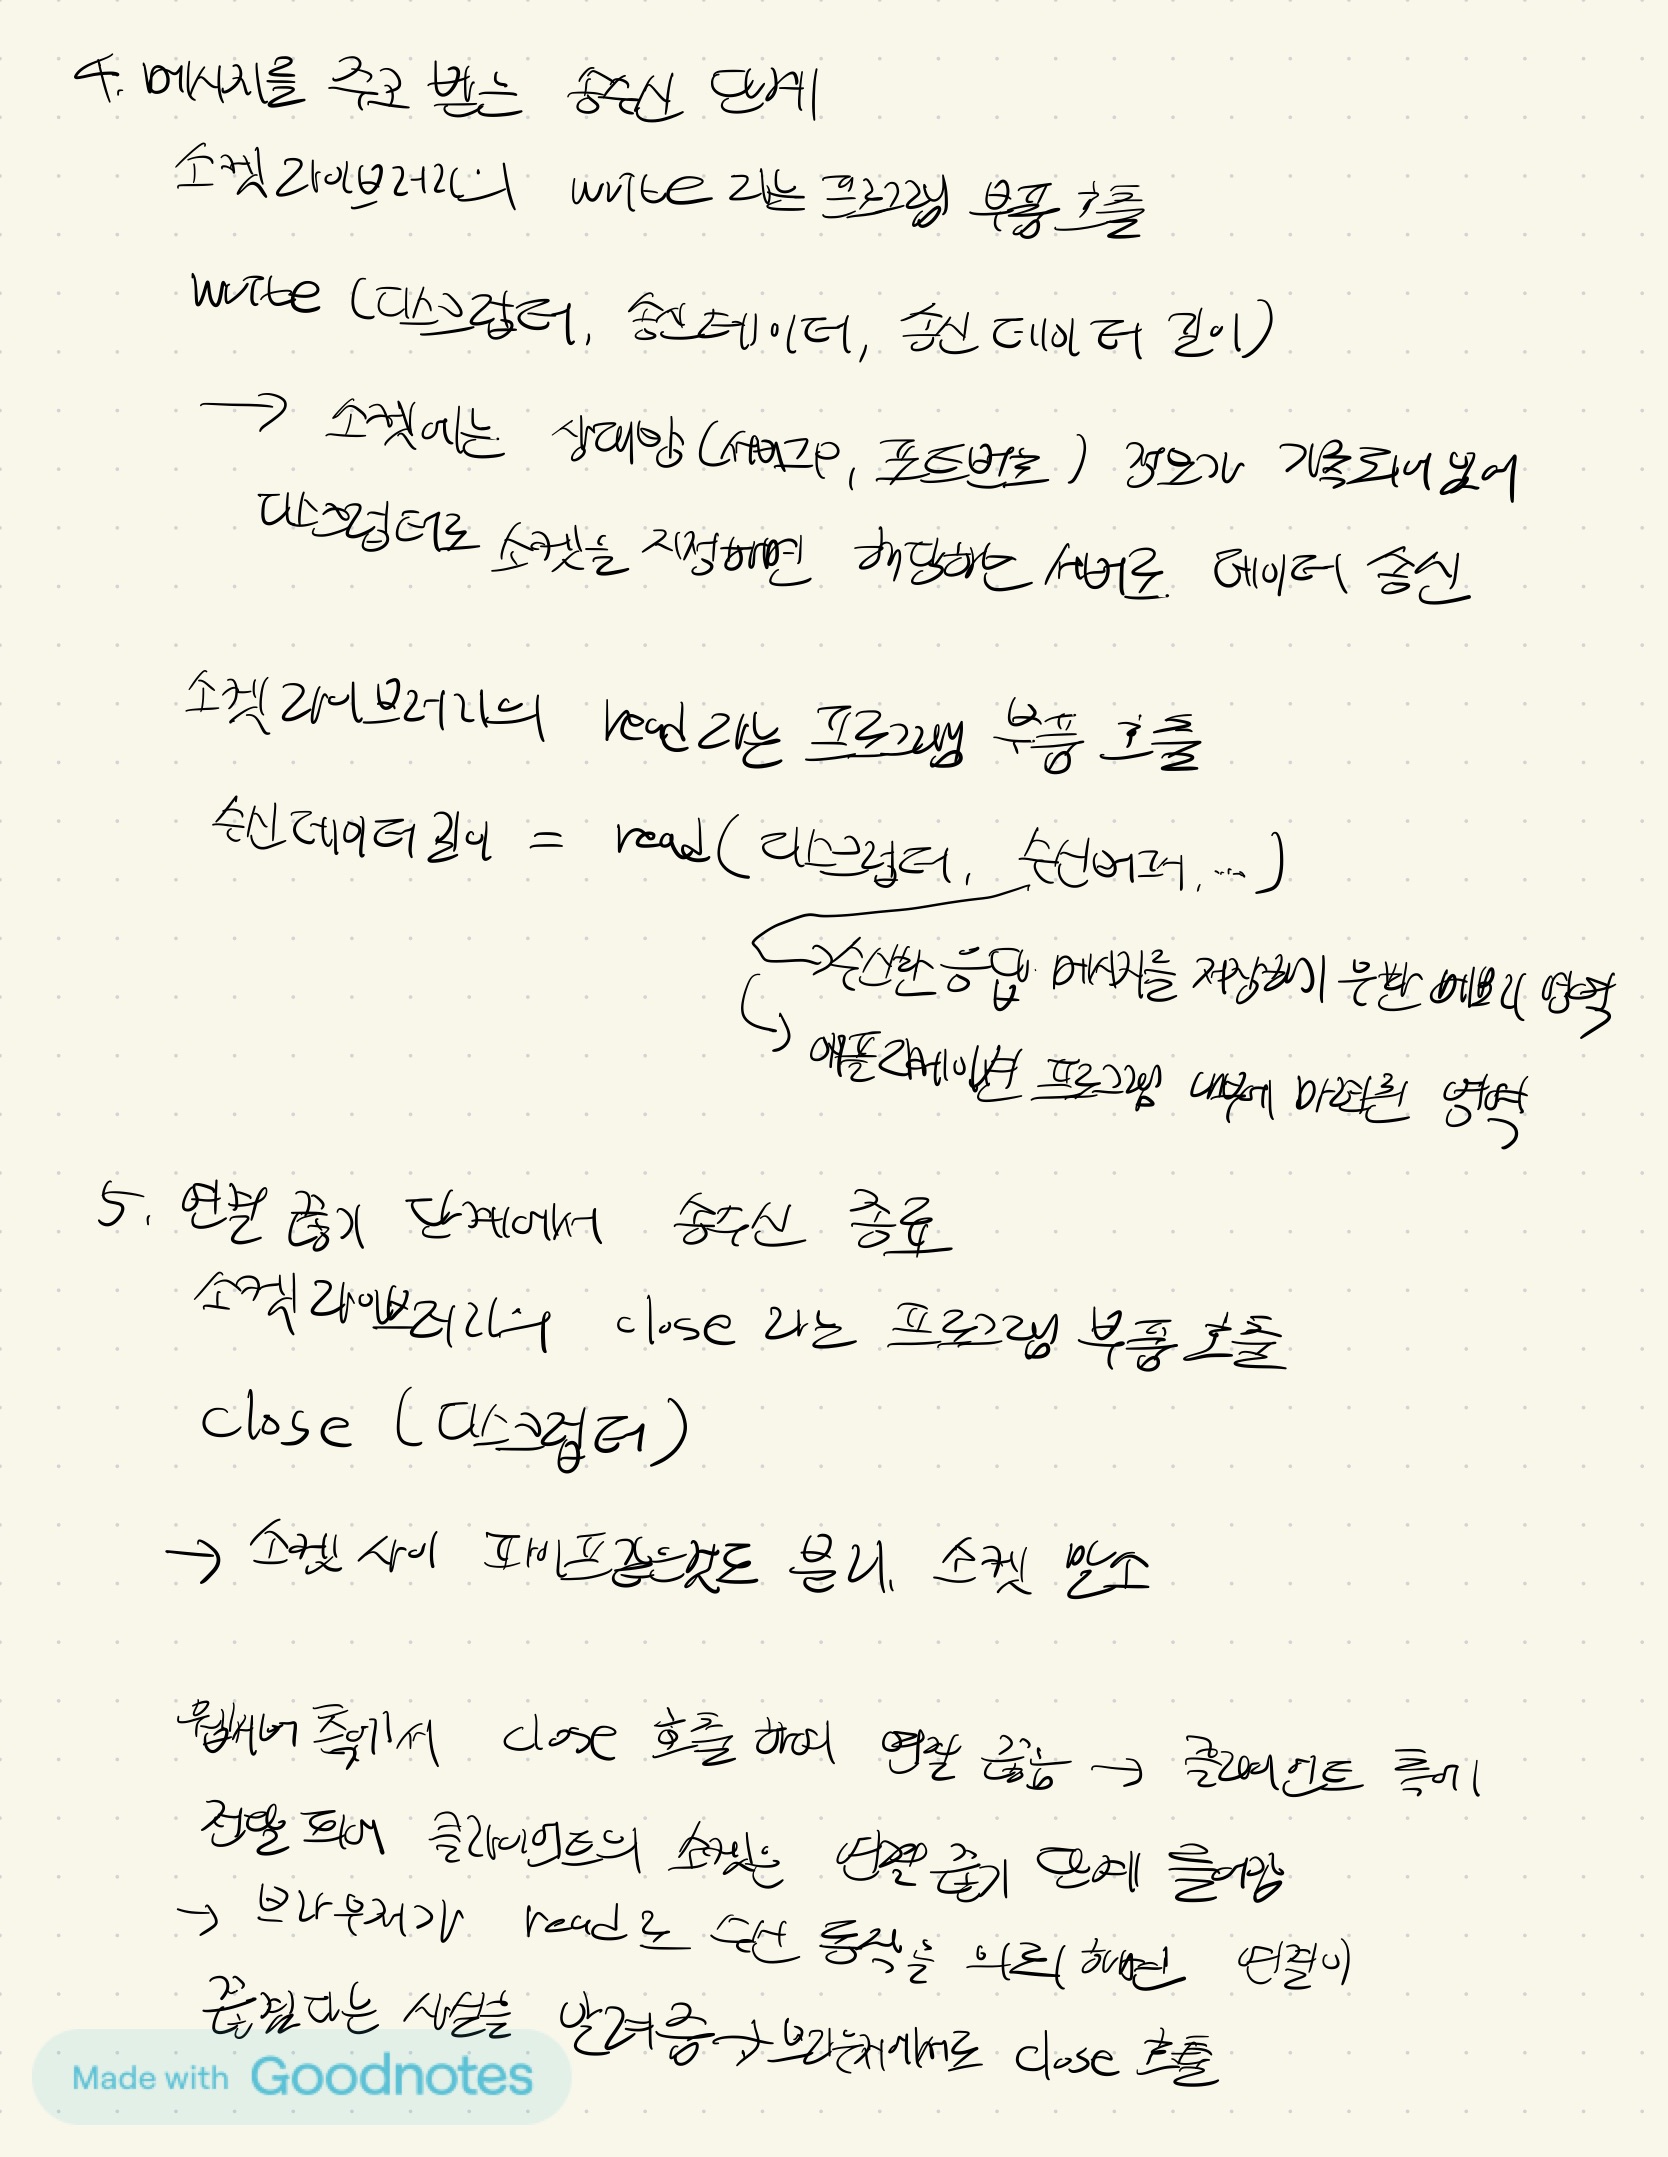 4. 메시지를 주고 받는 송수신 단계
소켓 라이브러리의 write 라는 프로그램 부품 호출
write (디스크립터, 송신데이터, 송신 데이터 길이)
→ 소켓에는 상대방(서버IP, 포트번호) 정보가 기록되어 있어
디스크립터로 소켓을 지정하면 해당하는 서버로 데이터 송신
소켓 라이브러리의 read 라는 프로그램 부품 호출
수신데이터 길이 = read( 디스크립터, 수신버퍼, ... )
→ 수신한 응답 메시지를 저장하기 위한 메모리 영역
→ 애플리케이션 프로그램 내부에 마련된 영역
5. 연결 끊기 단계에서 송수신 종료
소켓 라이브러리의 close 라는 프로그램 부품 호출
close (디스크립터)
→ 소켓 사이 파이프같은것도 분리, 소켓 말소
웹서버 측에서 close 호출 하여 연결 끊음 → 클라이언트 측에
전달 되어 클라이언트의 소켓은 연결 끊기 단계 들어감
→ 브라우저가 read 로 수신 동작을 의뢰하면 연결이
끊겼다는 사실을 알려줌 → 브라우저에서도 close 호출
Made with Goodnotes